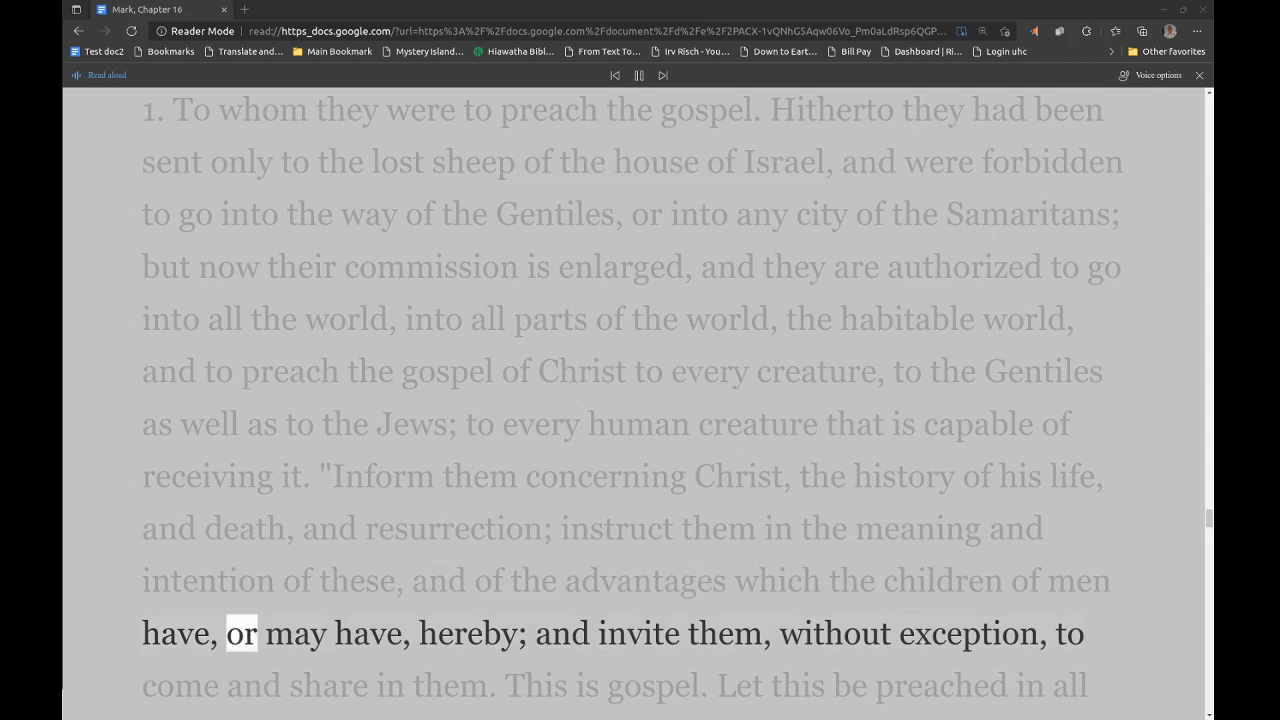 Mark, Chapter 16
Reader Mode read://https_docs.google.com/?url=https%3A%2F%2Fdocs.google.com%2Fdocument%2Fd%2Fe%2F2PACX-1vQNhG5Aqw06Vo_Pm0aLdRsp6QGP...
Test doc2 Bookmarks Translate and... Main Bookmark Mystery Island... Hiawatha Bibl... From Text To... Irv Risch - You... Down to Eart... Bill Pay Dashboard | Ri... Login uhc Other favorites
Read aloud Voice options
1. To whom they were to preach the gospel. Hitherto they had been
sent only to the lost sheep of the house of Israel, and were forbidden
to go into the way of the Gentiles, or into any city of the Samaritans;
but now their commission is enlarged, and they are authorized to go
into all the world, into all parts of the world, the habitable world,
and to preach the gospel of Christ to every creature, to the Gentiles
as well as to the Jews; to every human creature that is capable of
receiving it. "Inform them concerning Christ, the history of his life,
and death, and resurrection; instruct them in the meaning and
intention of these, and of the advantages which the children of men
have, or may have, hereby; and invite them, without exception, to
come and share in them. This is gospel. Let this be preached in all